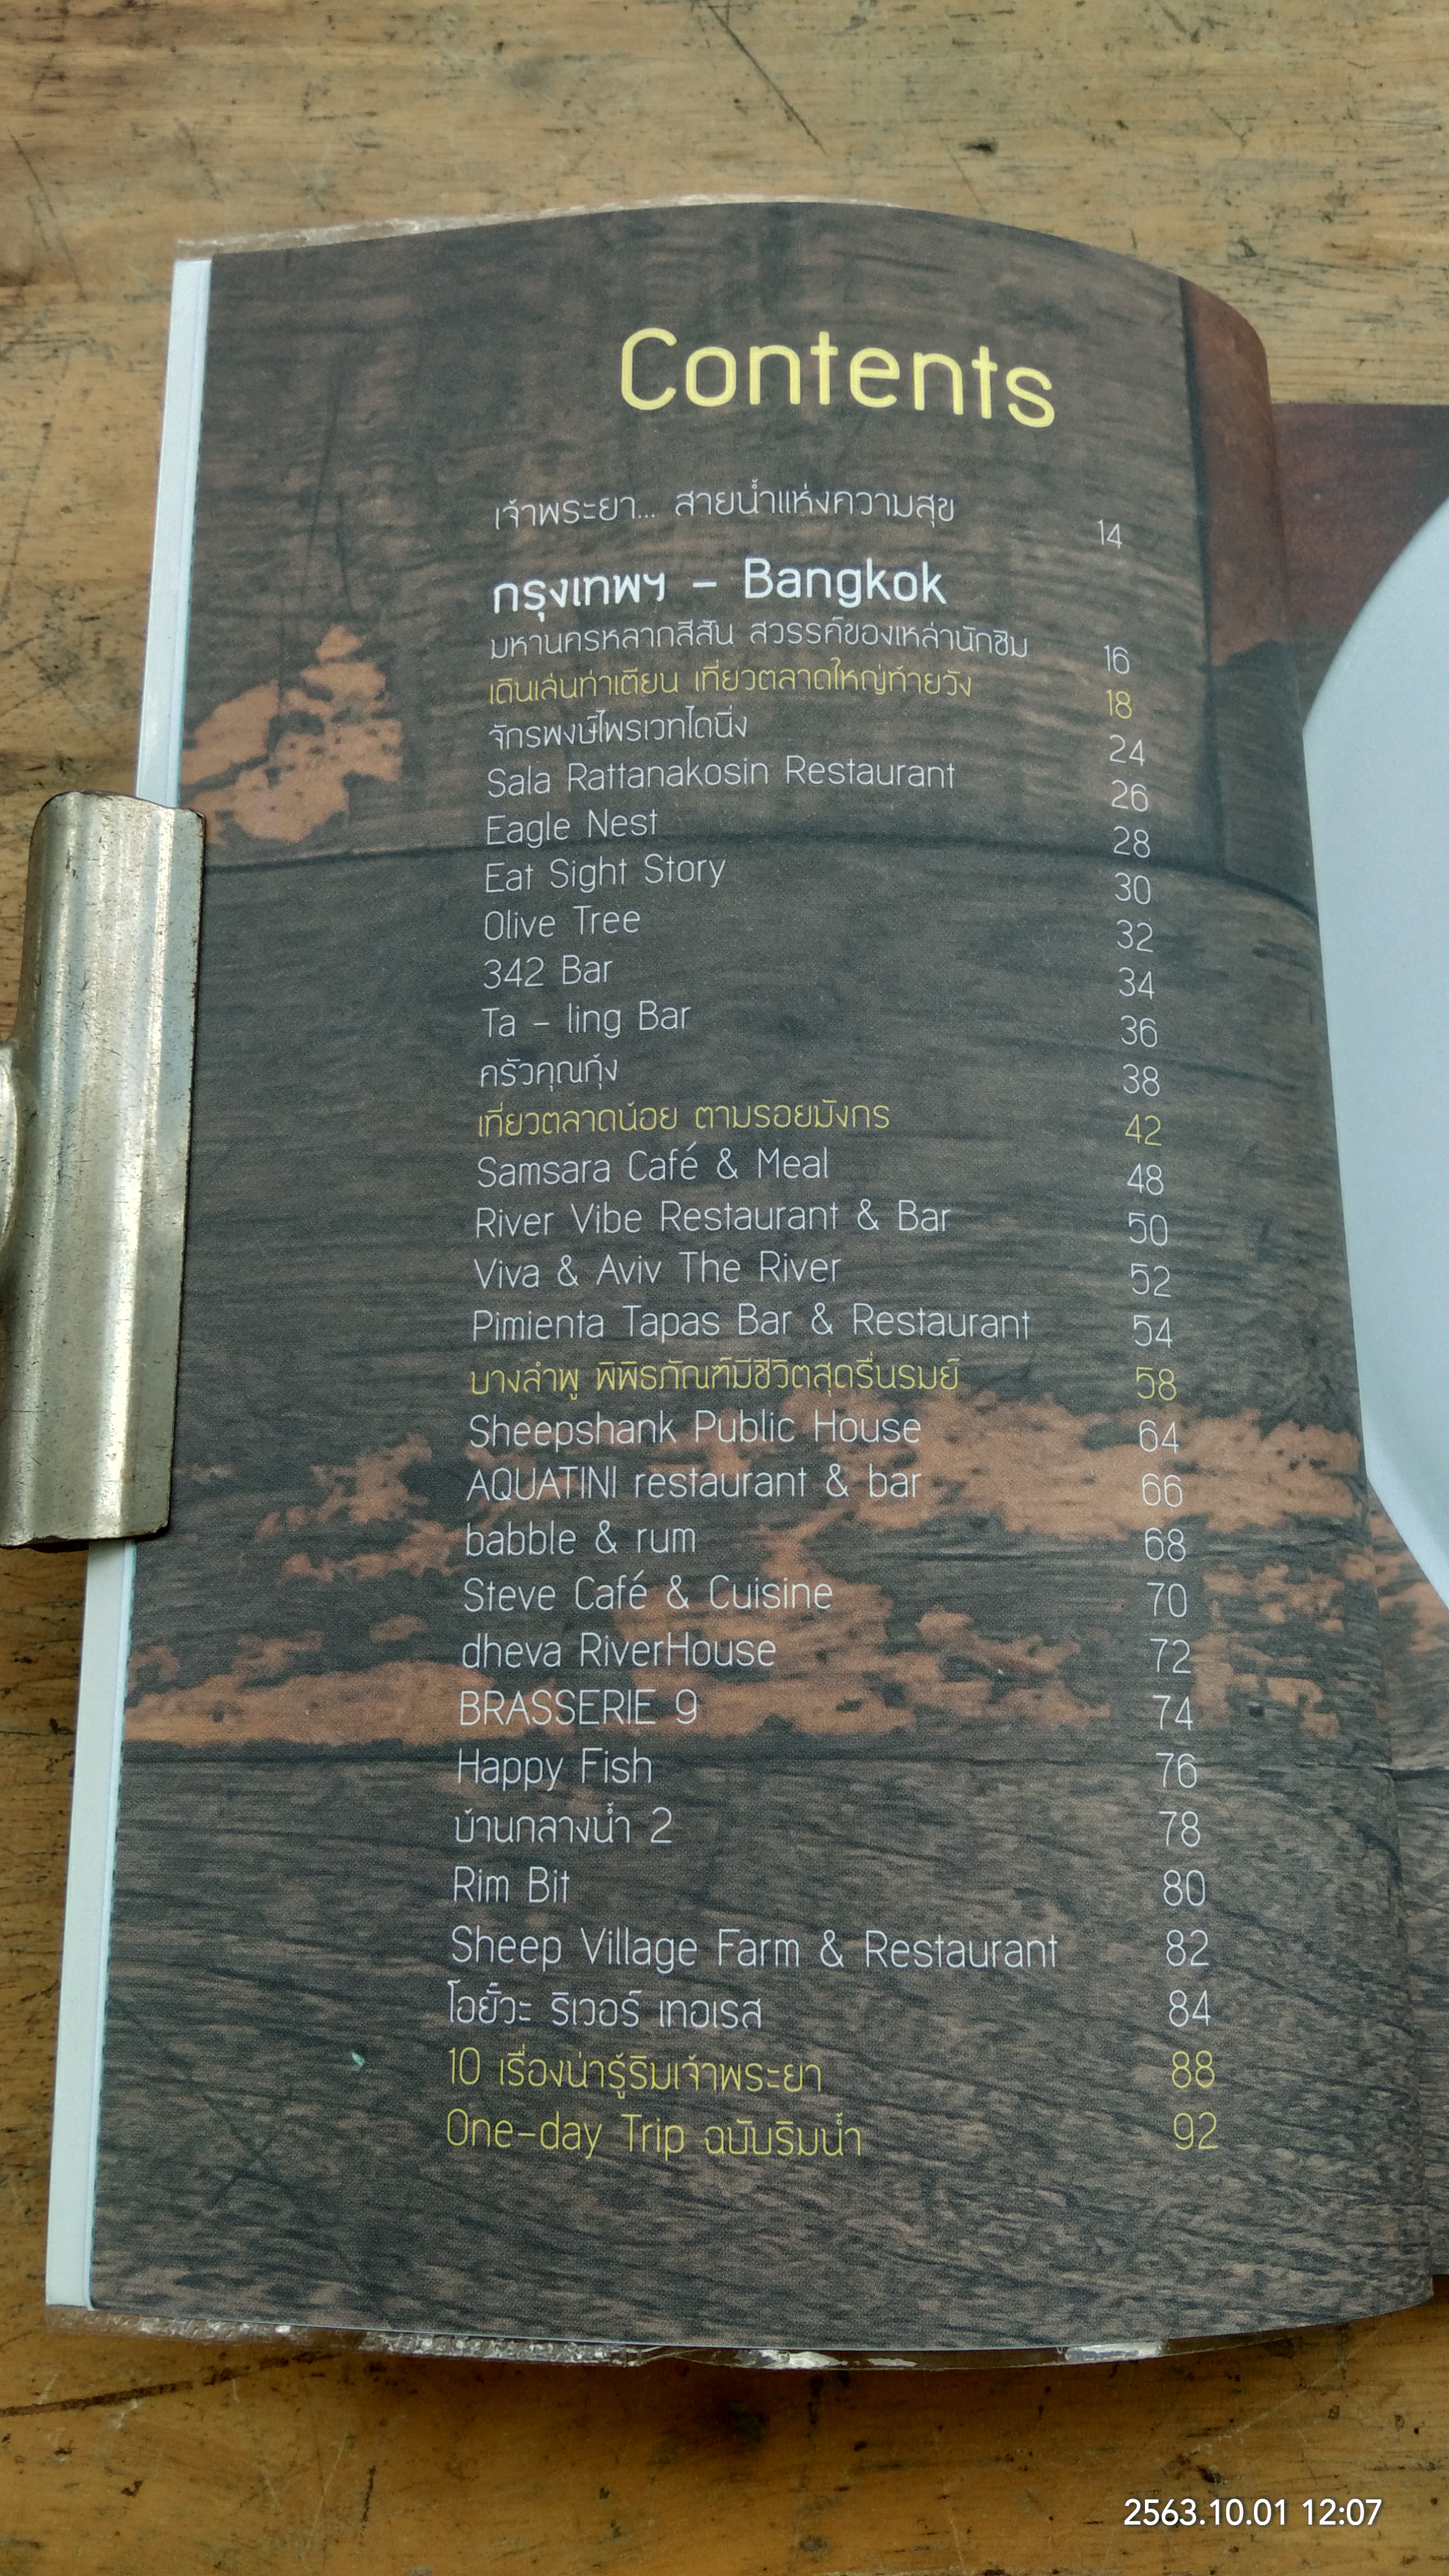 Contents
เจ้าพระยา... สายน้ำแห่งความสุข 14
กรุงเทพฯ - Bangkok
มหานครหลากสีสัน สวรรค์ของเหล่านักชิม 16
เดินเล่นท่าเตียน เที่ยวตลาดใหญ่ท้ายวัง 18
จักรพงษ์ไพรเวทไดนิ่ง 24
Sala Rattanakosin Restaurant 26
Eagle Nest 28
Eat Sight Story 30
Olive Tree 32
342 Bar 34
Ta - ling Bar 36
ครัวคุณกุ้ง 38
เที่ยวตลาดน้อย ตามรอยมังกร 42
Samsara Café & Meal 48
River Vibe Restaurant & Bar 50
Viva & Aviv The River 52
Pimienta Tapas Bar & Restaurant 54
บางลำพู พิพิธภัณฑ์มีชีวิตสุดรื่นรมย์ 58
Sheepshank Public House 64
AQUATINI restaurant & bar 66
babble & rum 68
Steve Café & Cuisine 70
dheva RiverHouse 72
BRASSERIE 9 74
Happy Fish 76
บ้านกลางน้ำ 2 78
Rim Bit 80
Sheep Village Farm & Restaurant 82
โอยั๊วะ ริเวอร์ เทอเรส 84
10 เรื่องน่ารู้ริมเจ้าพระยา 88
One-day Trip ฉบับริมน้ำ 92
2563.10.01 12:07